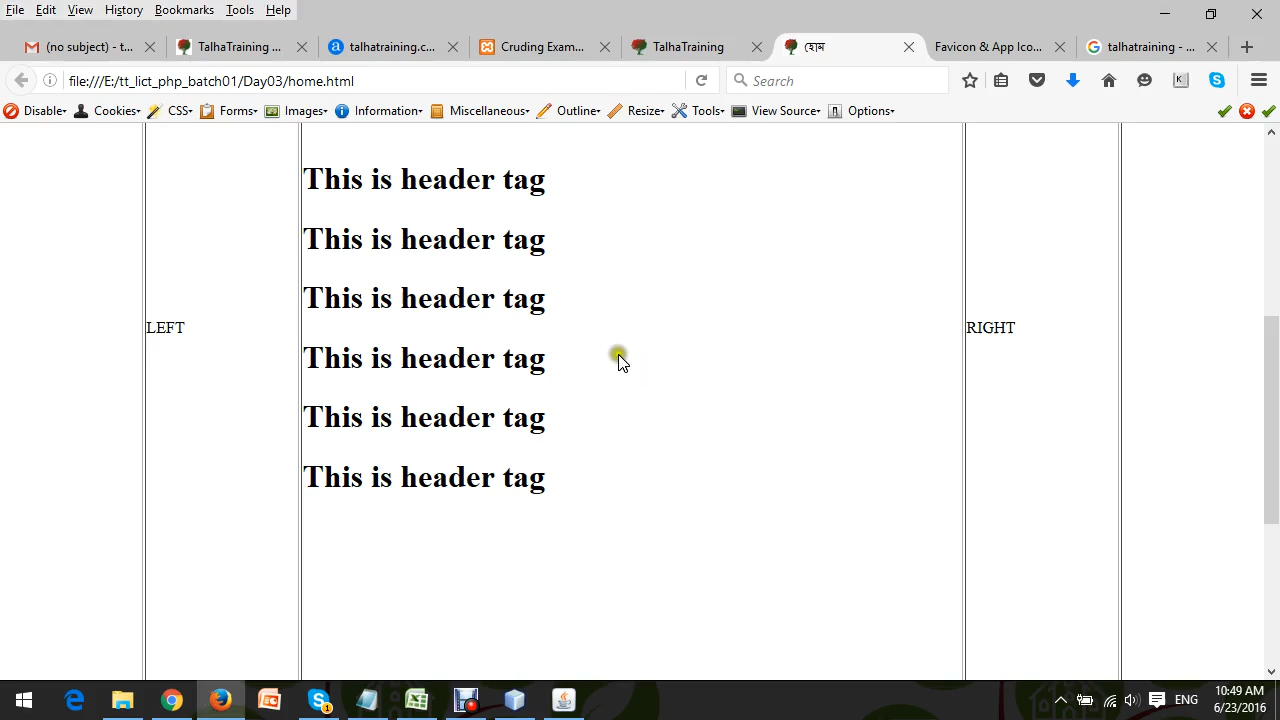 File Edit View History Bookmarks Tools Help
(no subject) - t... TalhaTraining ... talhatraining.c... Cruding Exam... TalhaTraining হোম Favicon & App Ico... talhatraining - ...
file:///E:/tt_lict_php_batch01/Day03/home.html Search
Disable Cookies CSS Forms Images Information Miscellaneous Outline Resize Tools View Source Options
This is header tag
This is header tag
This is header tag
LEFT RIGHT
This is header tag
This is header tag
This is header tag
ENG 10:49 AM
6/23/2016